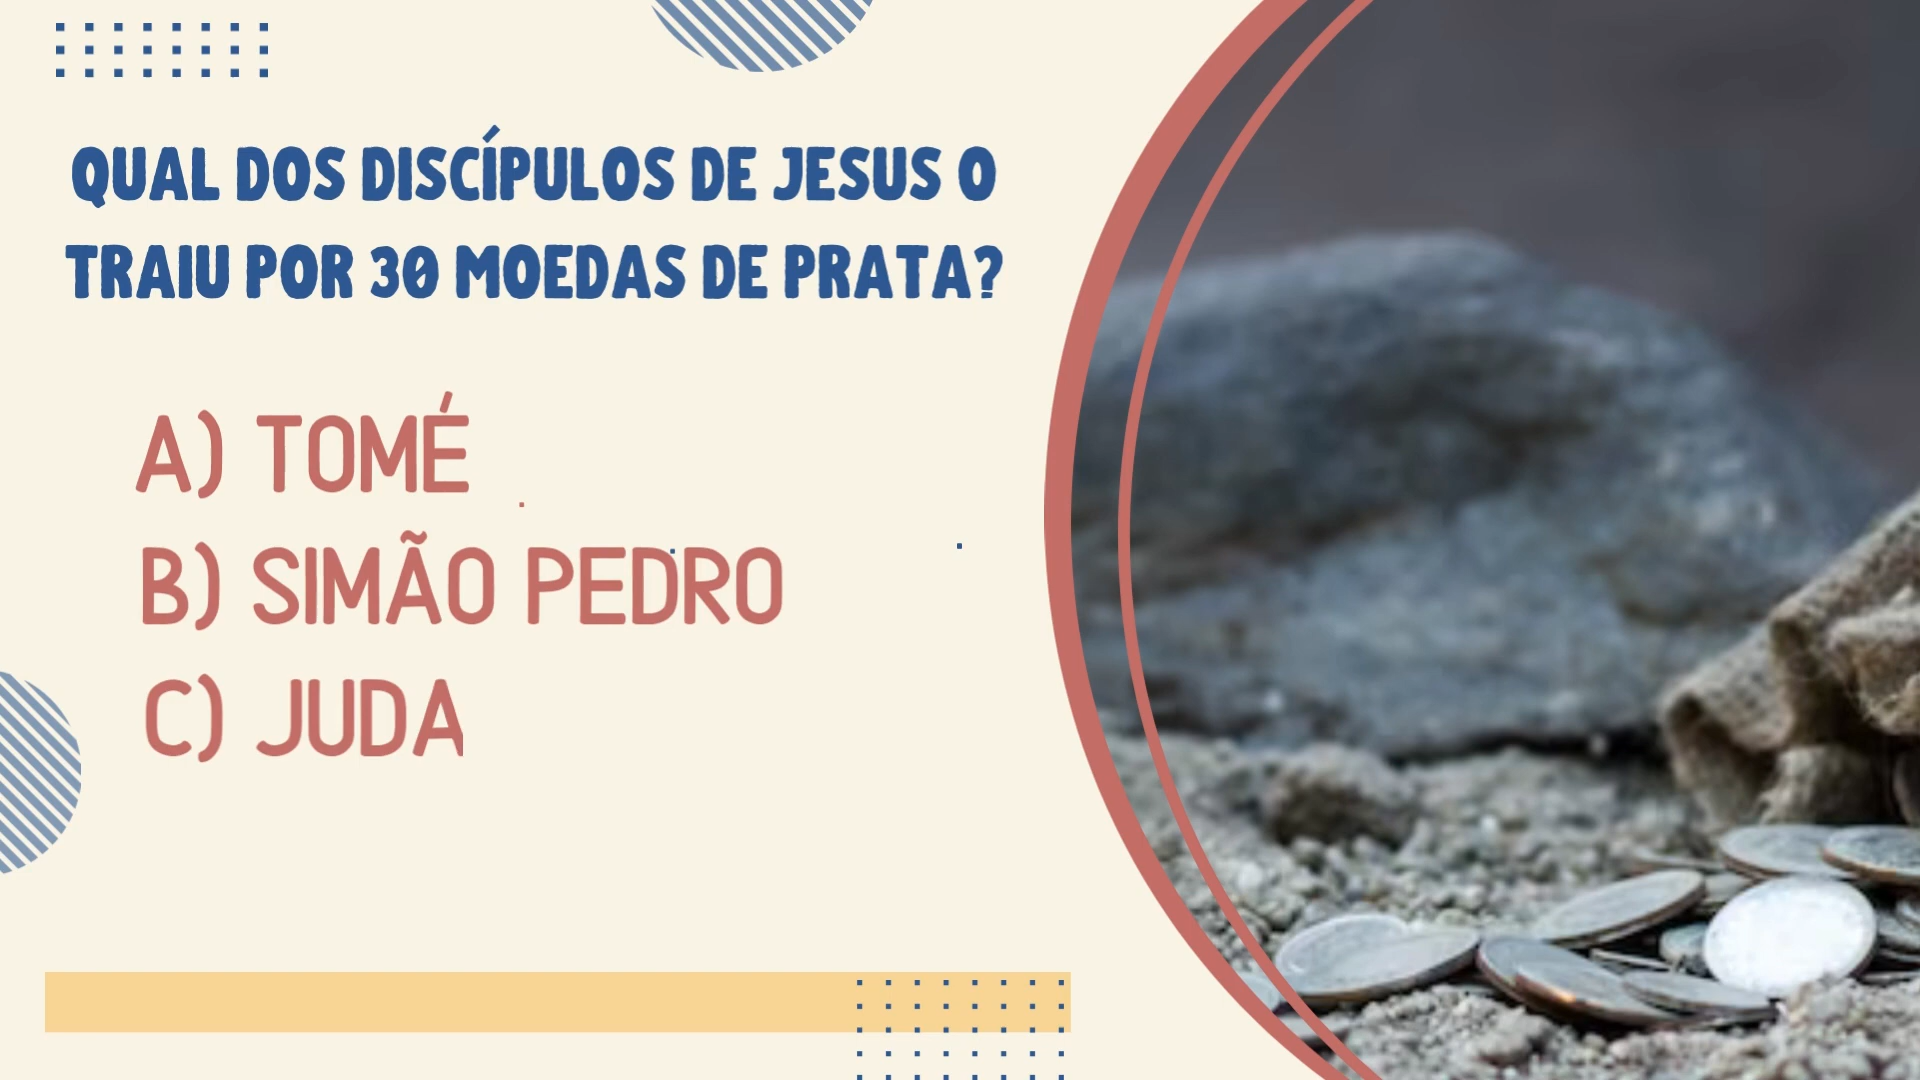 QUAL DOS DISCÍPULOS DE JESUS O
TRAIU POR 30 MOEDAS DE PRATA?
A) TOMÉ
B) SIMÃO PEDRO
C) JUDA